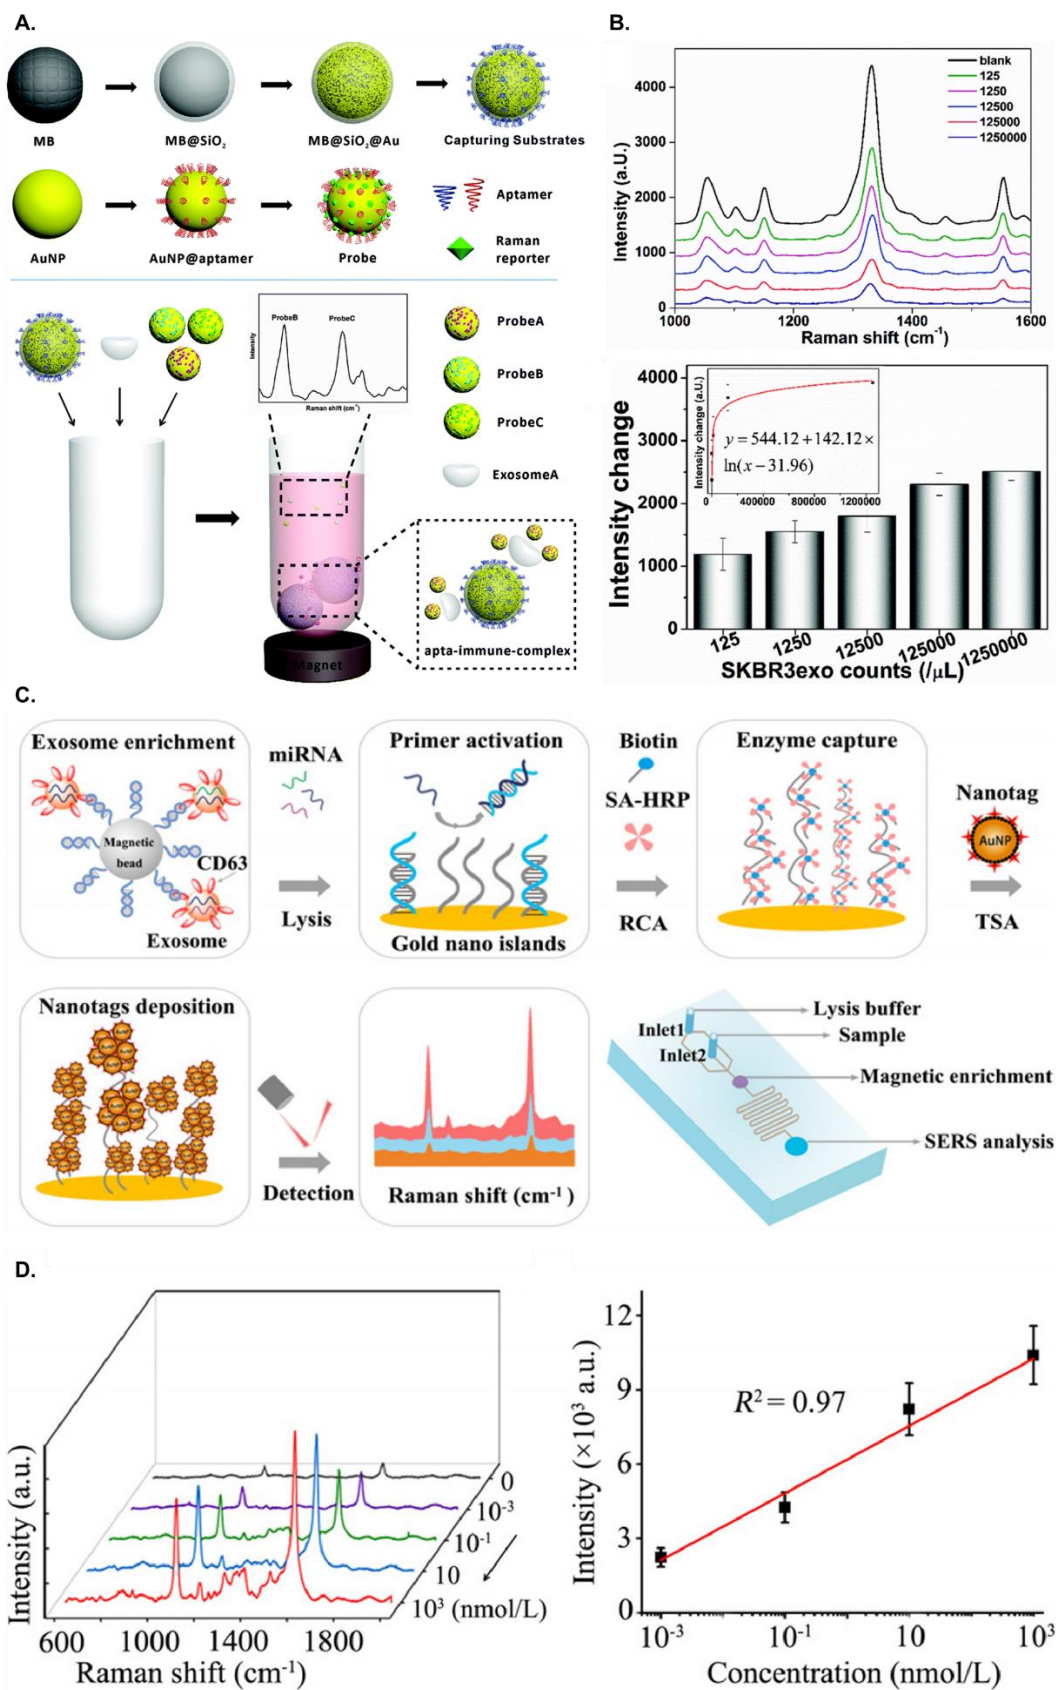 A.
MB
MB@SiO₂
MB@SiO₂@Au
Capturing Substrates
AuNP
AuNP@aptamer
Probe
Aptamer
Raman
reporter
Intensity
ProbeB
ProbeC
Raman shift (cm⁻¹)
ProbeA
ProbeB
ProbeC
ExosomeA
Magnet
apta-immune-complex
B.
Intensity (a.U.)
4000
3000
2000
1000
0
blank
125
1250
12500
125000
1250000
1000
1200
1400
1600
Raman shift (cm⁻¹)
Intensity change
4000
3000
2000
1000
0
Intensity change (a.U.)
y = 544.12 + 142.12 ×
ln(x − 31.96)
0
400000
800000
1200000
125
1250
12500
125000
1250000
SKBR3exo counts (/μL)
C.
Exosome enrichment
Magnetic
bead
CD63
Exosome
miRNA
Lysis
Primer activation
Gold nano islands
Biotin
SA-HRP
RCA
Enzyme capture
Nanotag
AuNP
TSA
Nanotags deposition
AuNP
Detection
Raman shift (cm⁻¹)
Inlet1
Inlet2
Lysis buffer
Sample
Magnetic enrichment
SERS analysis
D.
Intensity (a.u.)
0
10⁻³
10⁻¹
10
10³ (nmol/L)
600
1000
1400
1800
Raman shift (cm⁻¹)
Intensity (×10³ a.u.)
12
9
6
3
0
R² = 0.97
10⁻³
10⁻¹
10
10³
Concentration (nmol/L)